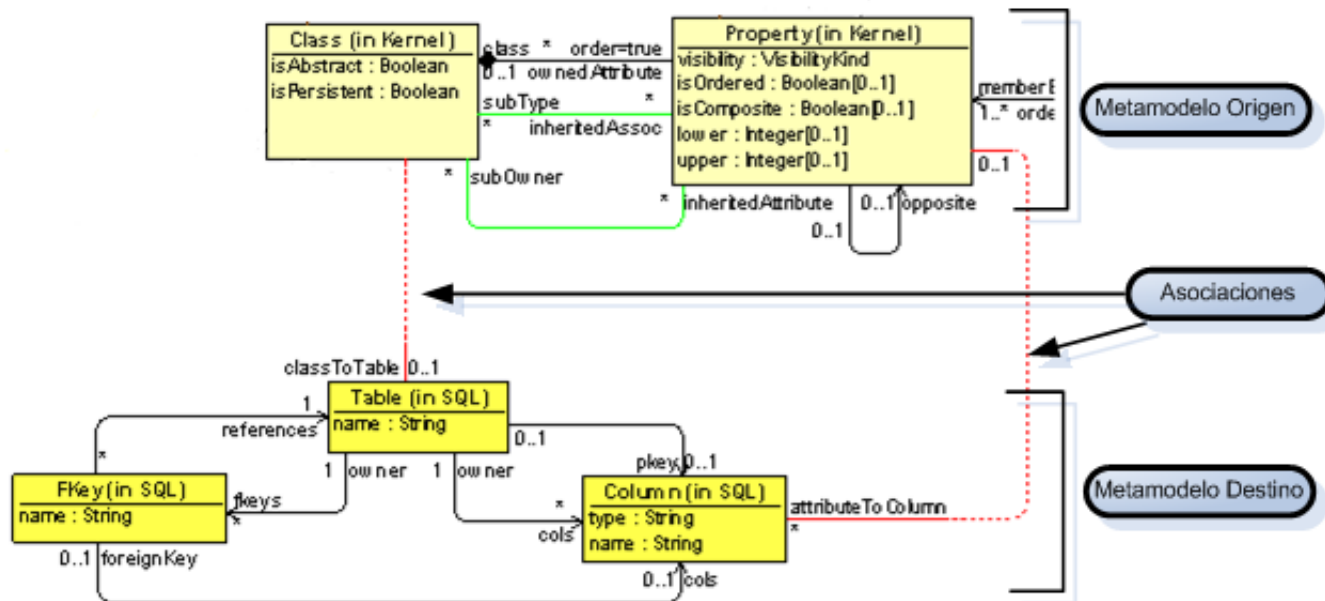 Class (in Kernel)
isAbstract : Boolean
isPersistent : Boolean
class * order=true
0..1 ownedAttribute
subType *
* inheritedAssoc
* subOwner
* inheritedAttribute
Property(in Kernel)
visibility : VisibilityKind
isOrdered : Boolean[0..1]
isComposite : Boolean[0..1]
lower : Integer[0..1]
upper : Integer[0..1]
memberE
1..* orde
0..1
0..1 opposite
0..1
Metamodelo Origen
Asociaciones
classToTable 0..1
Table (in SQL)
name : String
1
references
*
1 owner
1 owner
0..1
pkey 0..1
FKey(in SQL)
name : String
fkeys
*
*
cols
Column(in SQL)
type : String
name : String
attributeToColumn
*
Metamodelo Destino
0..1 foreignKey
0..1 cols